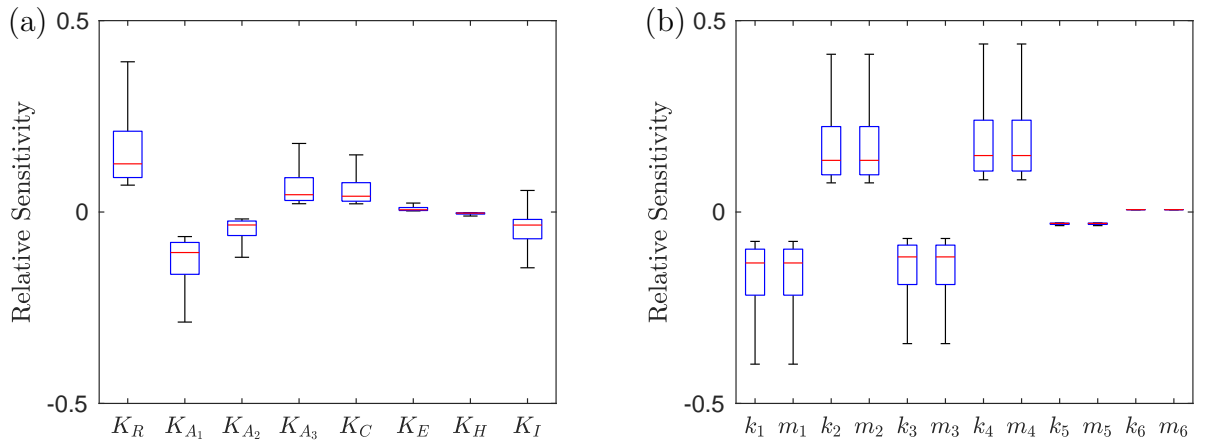 (a)
0.5
0
-0.5
Relative Sensitivity
K_R K_{A_1} K_{A_2} K_{A_3} K_C K_E K_H K_I
(b)
0.5
0
-0.5
Relative Sensitivity
k_1 m_1 k_2 m_2 k_3 m_3 k_4 m_4 k_5 m_5 k_6 m_6